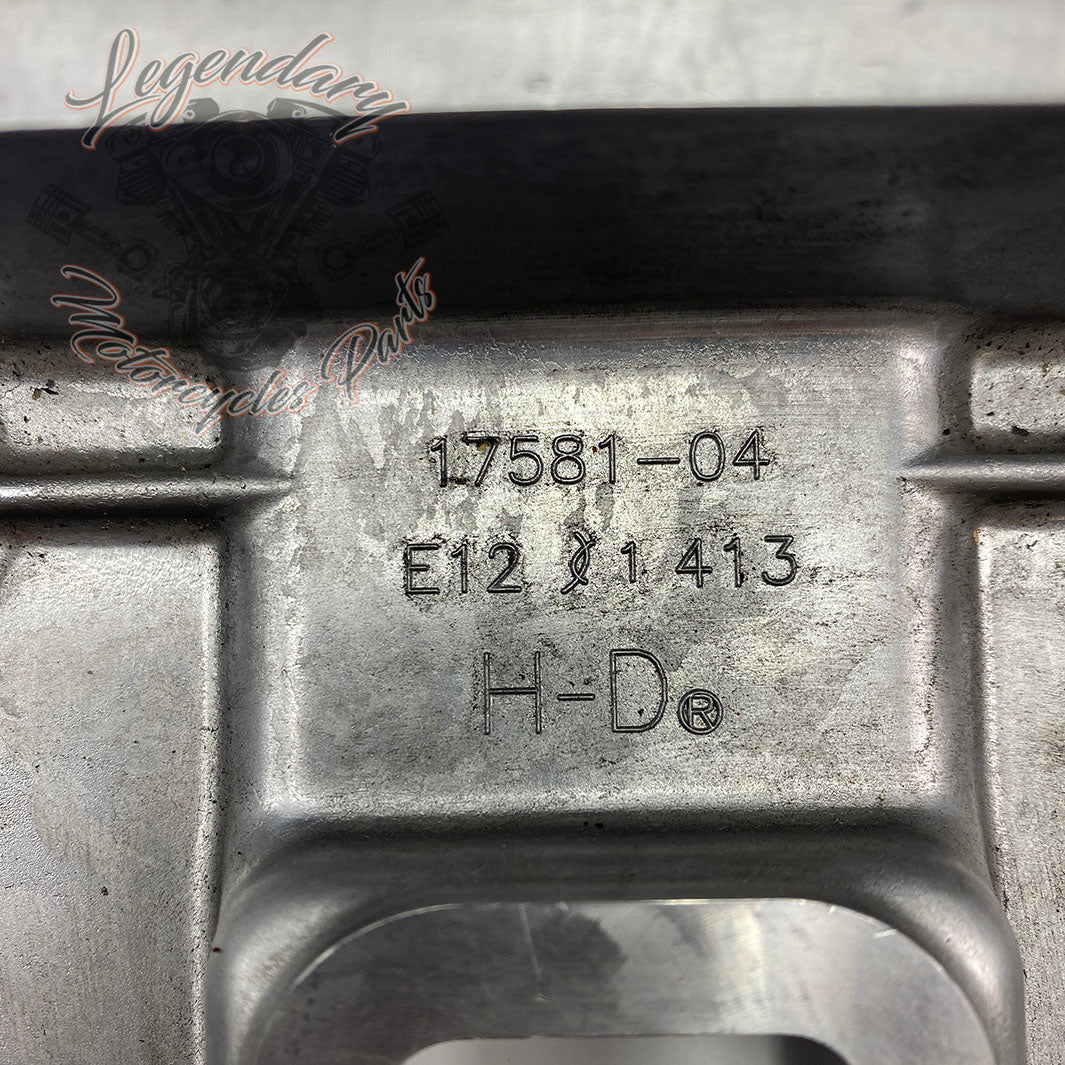 Legendary
Motorcycles Parts
17581-04
E12 1 413
H-D®